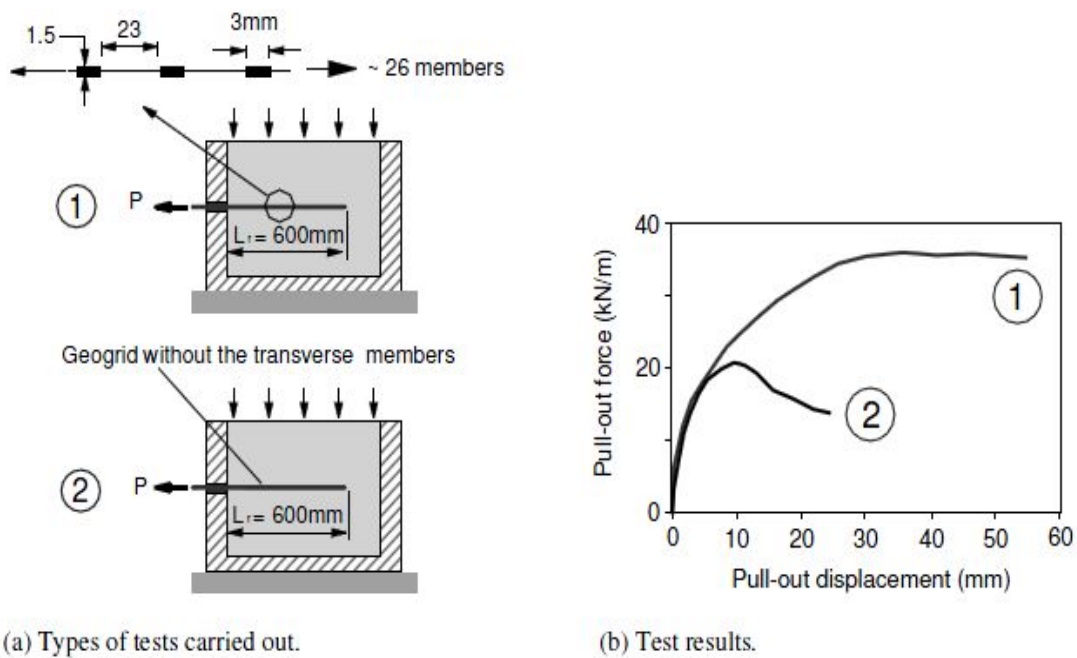 1.5
23
3mm
~ 26 members
1
P
Lr= 600mm
Geogrid without the transverse members
2
P
Lr= 600mm
(a) Types of tests carried out.
Pull-out force (kN/m)
40
20
0
1
2
0 10 20 30 40 50 60
Pull-out displacement (mm)
(b) Test results.